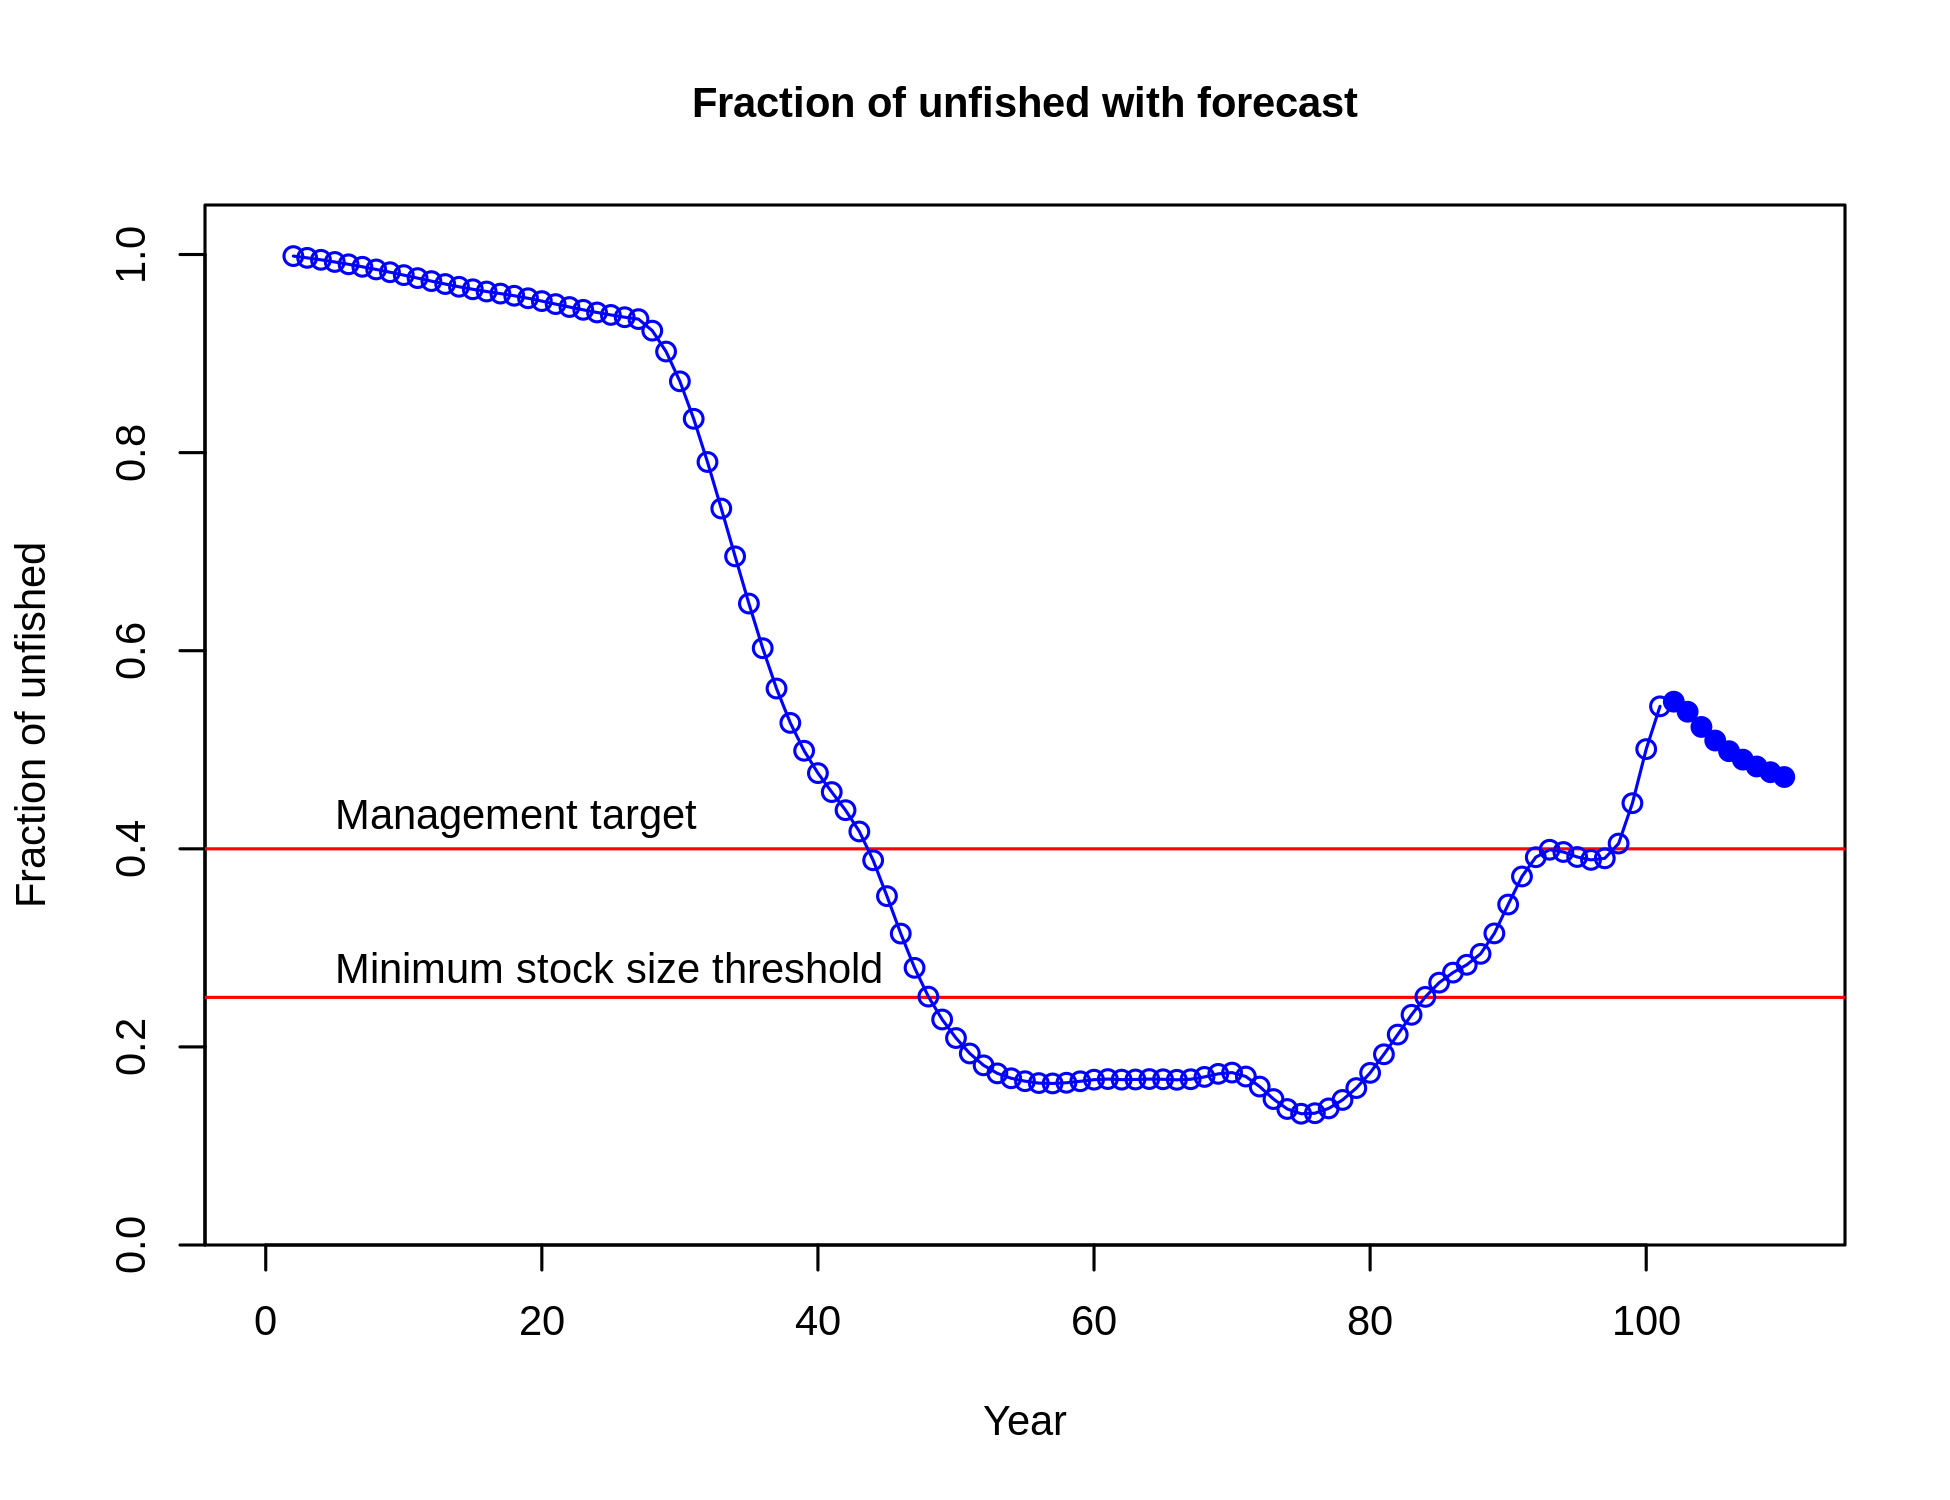 Fraction of unfished with forecast
Fraction of unfished
1.0
0.8
0.6
0.4
0.2
0.0
Management target
Minimum stock size threshold
0 20 40 60 80 100
Year